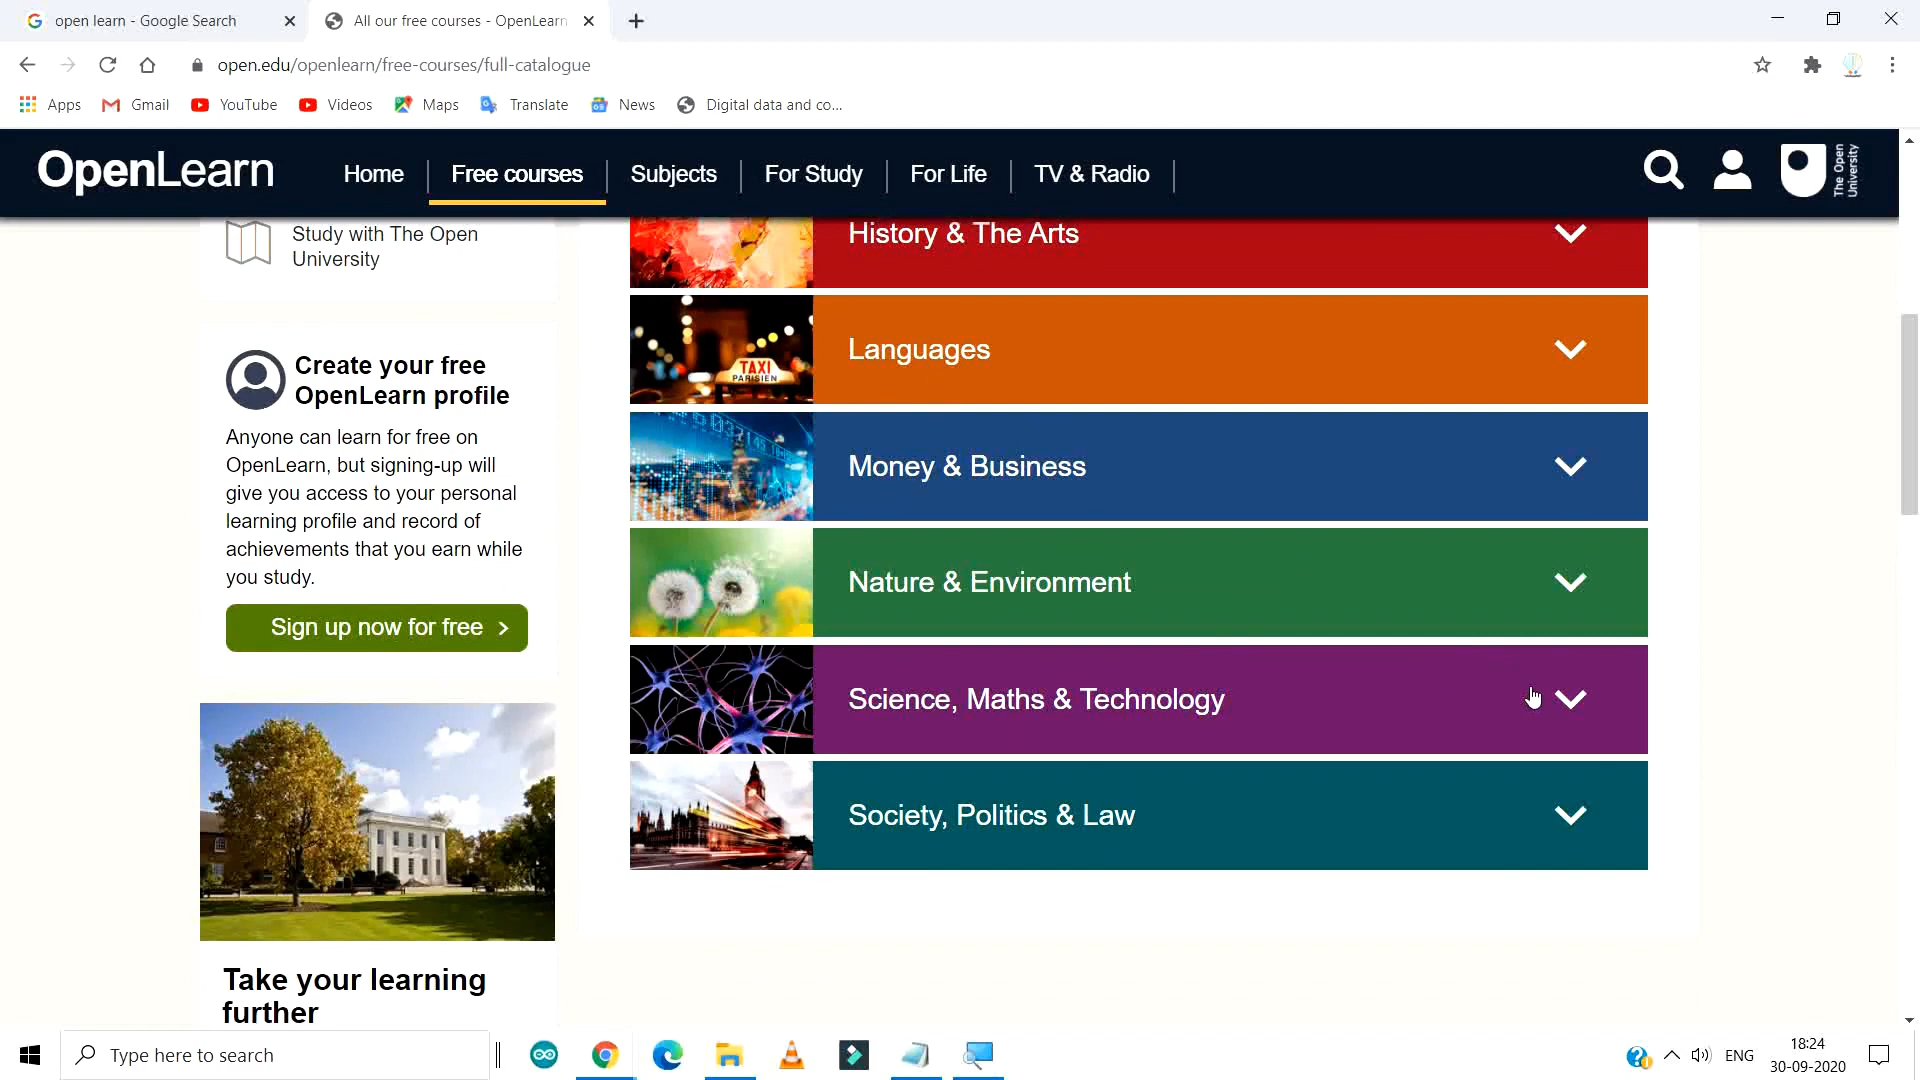 open learn - Google Search
All our free courses - OpenLearn
open.edu/openlearn/free-courses/full-catalogue
Apps
Gmail
YouTube
Videos
Maps
Translate
News
Digital data and co...
OpenLearn
Home
Free courses
Subjects
For Study
For Life
TV & Radio
The Open
University
Study with The Open
University
Create your free
OpenLearn profile
Anyone can learn for free on
OpenLearn, but signing-up will
give you access to your personal
learning profile and record of
achievements that you earn while
you study.
Sign up now for free
Take your learning
further
History & The Arts
TAXI
PARISIEN
Languages
Money & Business
Nature & Environment
Science, Maths & Technology
Society, Politics & Law
Type here to search
ENG
18:24
30-09-2020